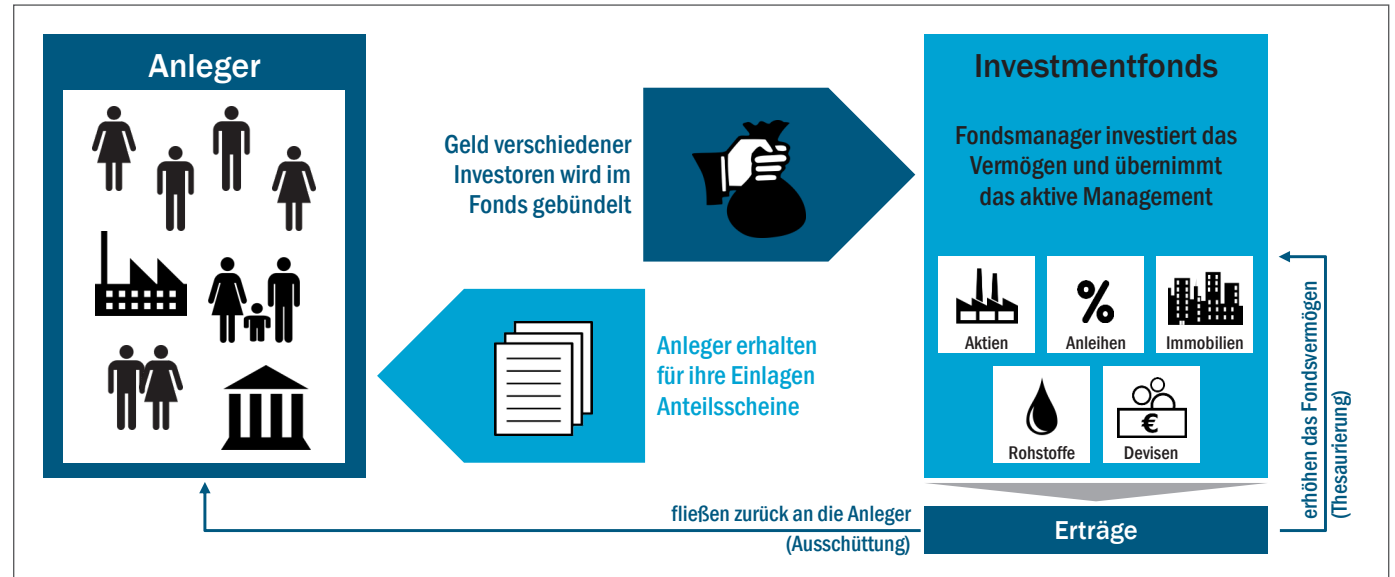 Anleger
Geld verschiedener
Investoren wird im
Fonds gebündelt
Anleger erhalten
für ihre Einlagen
Anteilsscheine
Investmentfonds
Fondsmanager investiert das
Vermögen und übernimmt
das aktive Management
Aktien
%
Anleihen
Immobilien
Rohstoffe
€
Devisen
Erträge
fließen zurück an die Anleger
(Ausschüttung)
erhöhen das Fondsvermögen
(Thesaurierung)